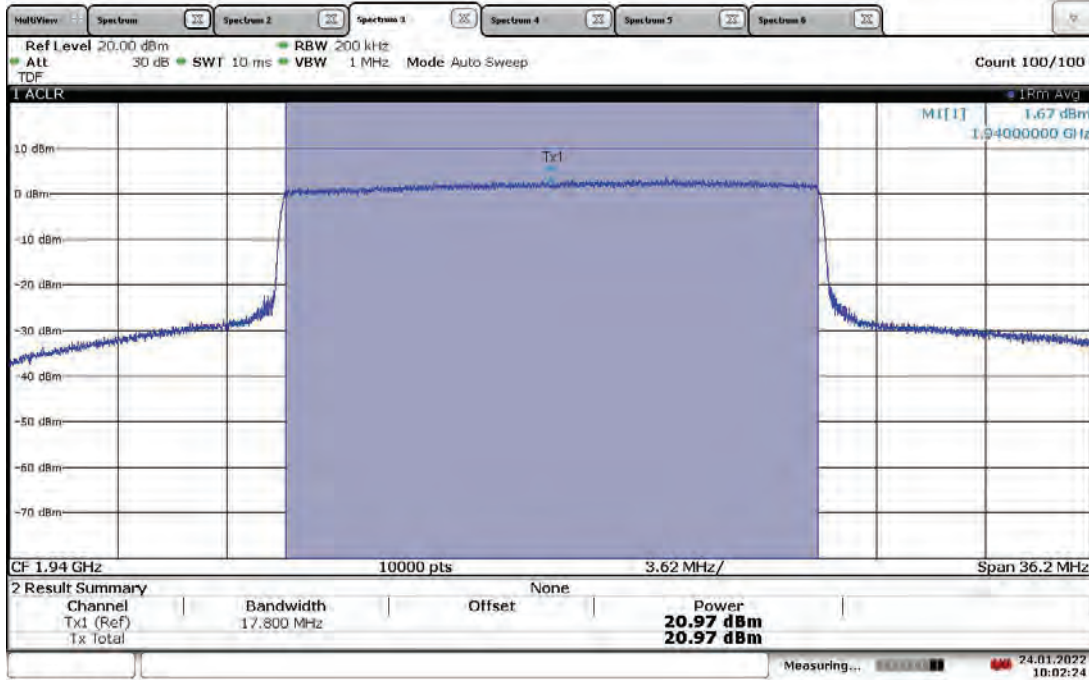 MultiView Spectrum Spectrum 2 Spectrum 3 Spectrum 4 Spectrum 5 Spectrum 6
Ref Level 20.00 dBm RBW 200 kHz
Att 30 dB SWT 10 ms VBW 1 MHz Mode Auto Sweep Count 100/100
TDF
1 ACLR 1Rm Avg
M1[1] 1.67 dBm
1.94000000 GHz
10 dBm
Tx1
0 dBm
-10 dBm
-20 dBm
-30 dBm
-40 dBm
-50 dBm
-60 dBm
-70 dBm
CF 1.94 GHz 10000 pts 3.62 MHz/ Span 36.2 MHz
2 Result Summary None
Channel Bandwidth Offset Power
Tx1 (Ref) 17.800 MHz 20.97 dBm
Tx Total 20.97 dBm
Measuring... 24.01.2022
10:02:24